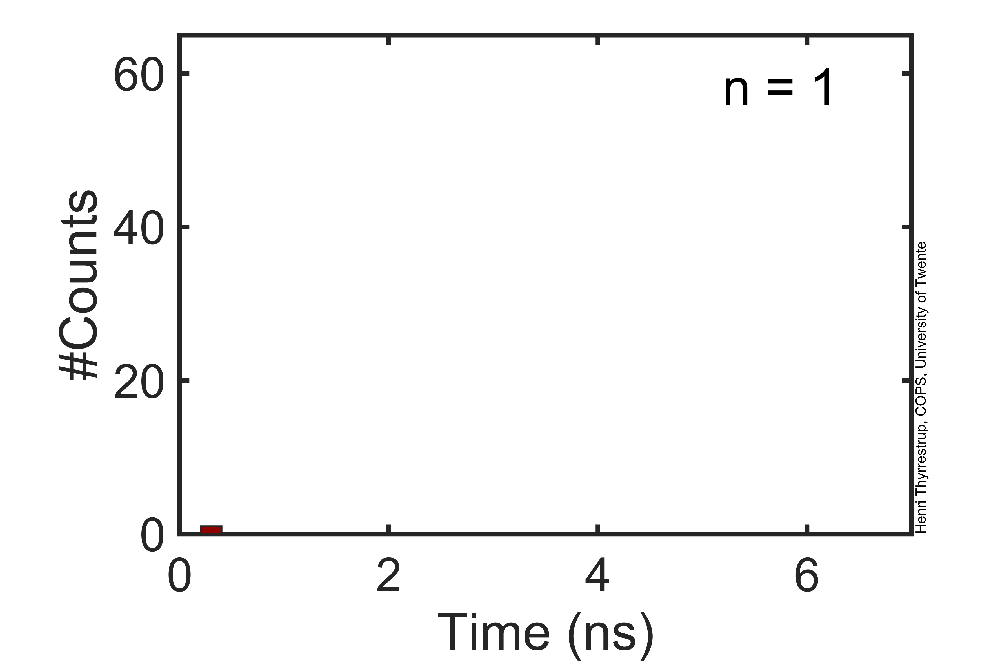 n = 1
60
40
20
0
#Counts
0 2 4 6
Time (ns)
Henri Thyrrestrup, COPS, University of Twente